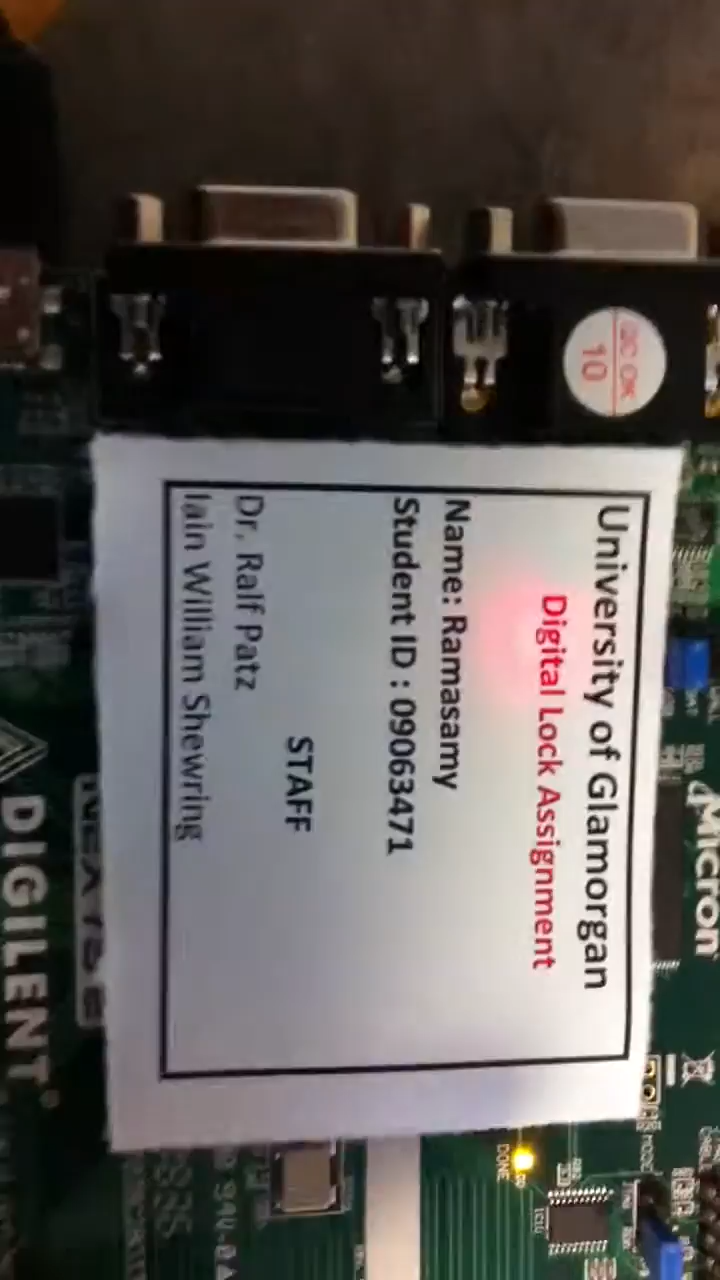 University of Glamorgan
Digital Lock Assignment
Name: Ramasamy
Student ID : 09063471
STAFF
Dr. Ralf Patz
Iain William Shewring
QC OK
10
Micron
DIGILENT
DONE